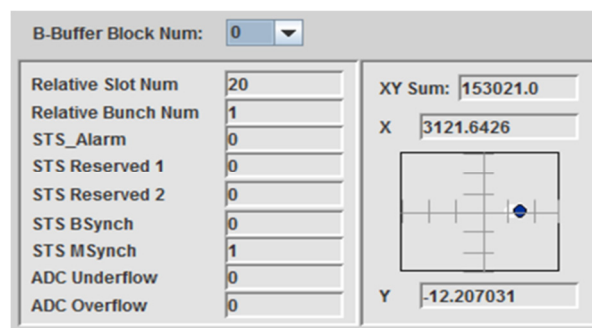 B-Buffer Block Num: 0
Relative Slot Num 20
Relative Bunch Num 1
STS_Alarm 0
STS Reserved 1 0
STS Reserved 2 0
STS BSynch 0
STS MSynch 1
ADC Underflow 0
ADC Overflow 0
XY Sum: 153021.0
X 3121.6426
Y -12.207031